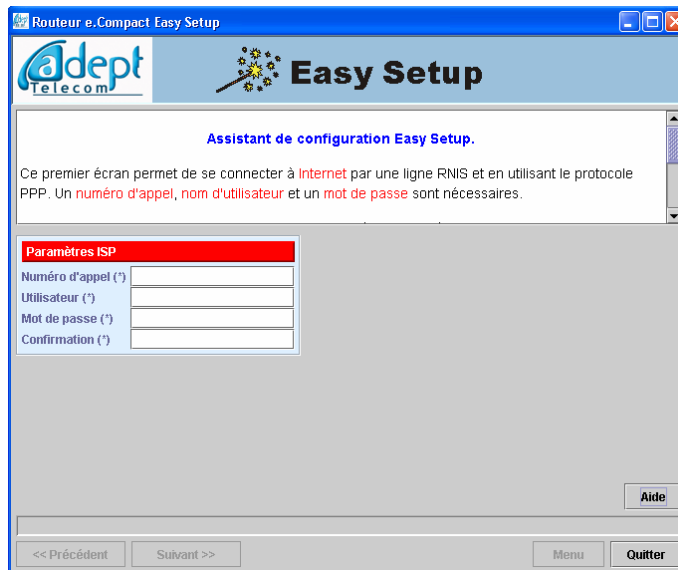 Routeur e.Compact Easy Setup
adept
Telecom
Easy Setup
Assistant de configuration Easy Setup.
Ce premier écran permet de se connecter à Internet par une ligne RNIS et en utilisant le protocole
PPP. Un numéro d'appel, nom d'utilisateur et un mot de passe sont nécessaires.
Paramètres ISP
Numéro d'appel (*)
Utilisateur (*)
Mot de passe (*)
Confirmation (*)
Aide
<< Précédent
Suivant >>
Menu
Quitter